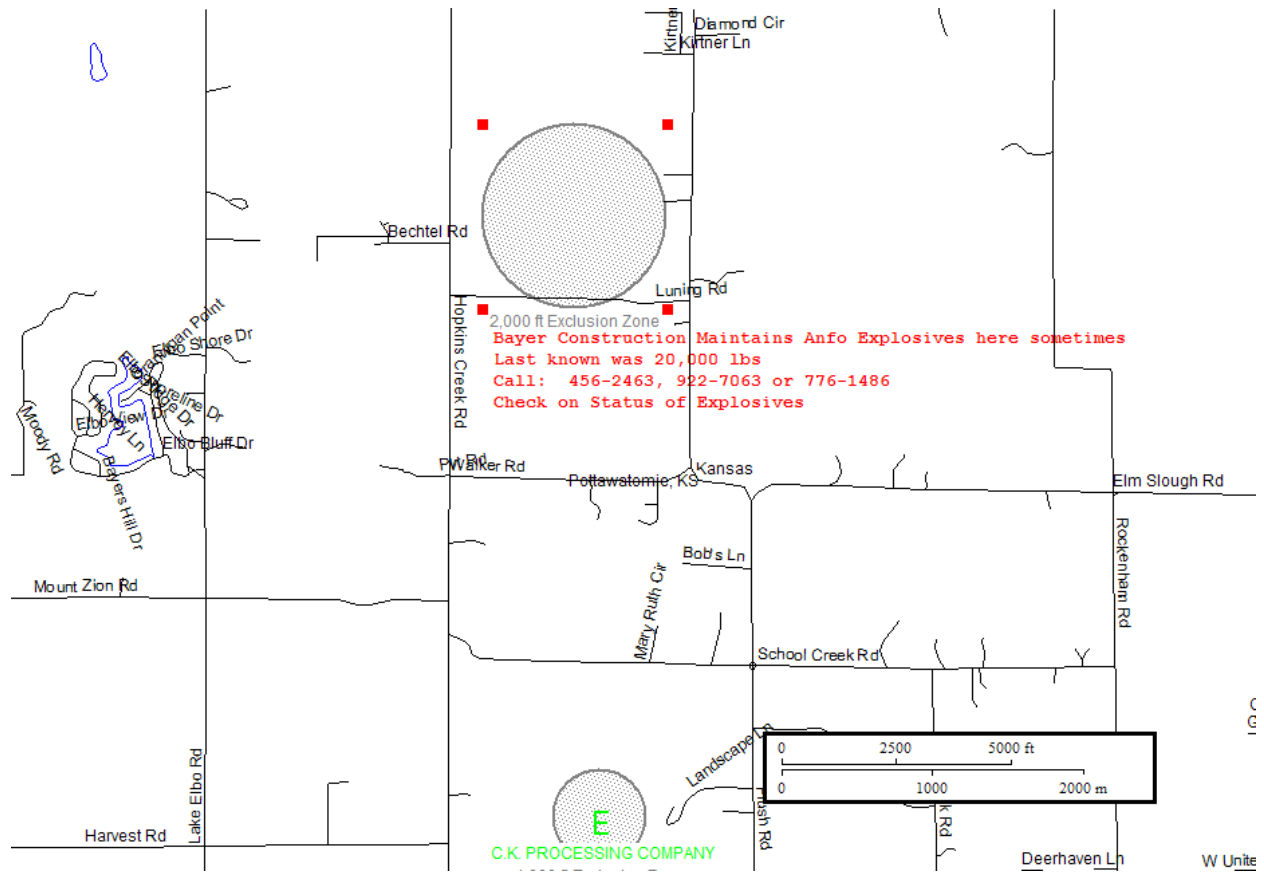 Diamond Cir
Kirtner
Kirtner Ln
Bechtel Rd
Luning Rd
2,000 ft Exclusion Zone
Bayer Construction Maintains Anfo Explosives here sometimes
Last known was 20,000 lbs
Call: 456-2463, 922-7063 or 776-1486
Check on Status of Explosives
Hopkins Creek Rd
Elbo Shore Dr
Moody Rd
Elbo Bluff Dr
Bayers Hill Dr
Walker Rd
Kansas
Pottawatomie, KS
Elm Slough Rd
Rockenham Rd
Bob's Ln
Mary Ruth Cir
Mount Zion Rd
School Creek Rd
Landscape Ln
0 2500 5000 ft
0 1000 2000 m
Lake Elbo Rd
Harvest Rd
E
C.K. PROCESSING COMPANY
Deerhaven Ln
W Unite